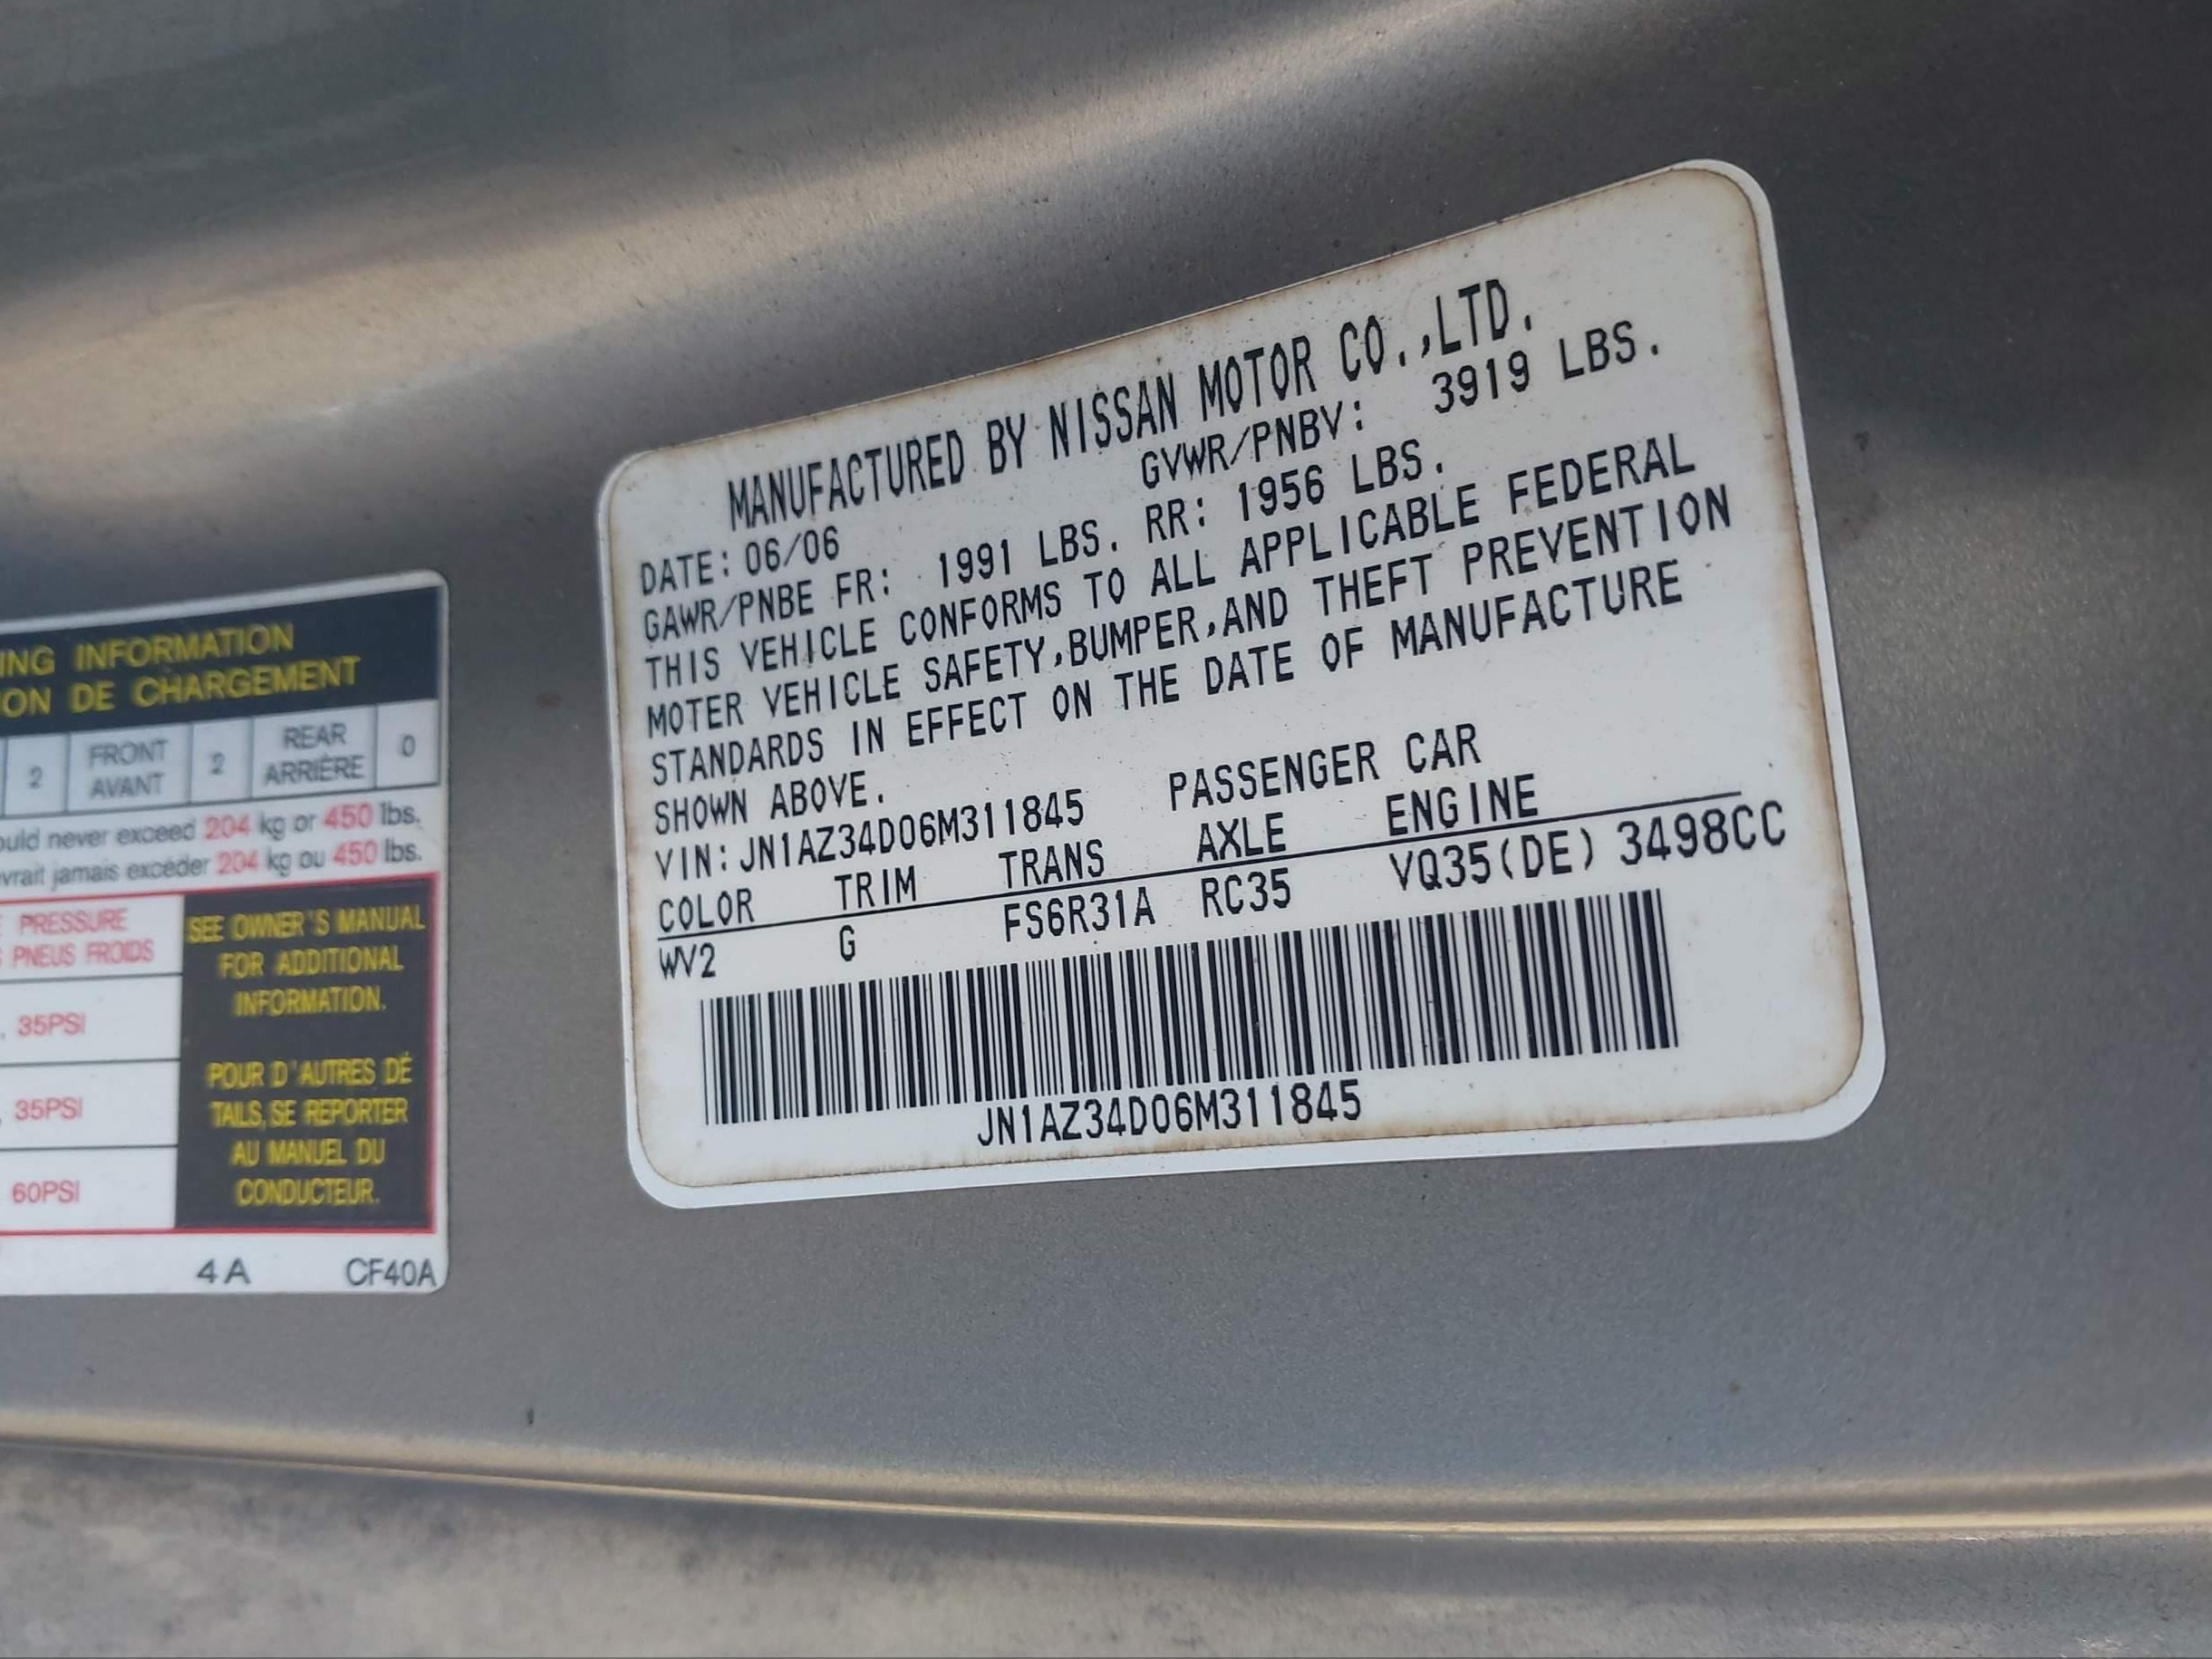 MANUFACTURED BY NISSAN MOTOR CO.,LTD.
DATE: 06/06 GVWR/PNBV: 3919 LBS.
GAWR/PNBE FR: 1991 LBS. RR: 1956 LBS.
THIS VEHICLE CONFORMS TO ALL APPLICABLE FEDERAL
MOTER VEHICLE SAFETY,BUMPER,AND THEFT PREVENTION
STANDARDS IN EFFECT ON THE DATE OF MANUFACTURE
SHOWN ABOVE.
VIN: JN1AZ34D06M311845 PASSENGER CAR
COLOR TRIM TRANS AXLE ENGINE
WV2 G FS6R31A RC35 VQ35(DE) 3498CC
JN1AZ34D06M311845
ING INFORMATION
ON DE CHARGEMENT
2 FRONT 2 REAR 0
AVANT ARRIÈRE
ould never exceed 204 kg or 450 lbs.
evrait jamais excéder 204 kg ou 450 lbs.
E PRESSURE
S PNEUS FROIDS
, 35PSI
, 35PSI
60PSI
SEE OWNER'S MANUAL
FOR ADDITIONAL
INFORMATION.
POUR D'AUTRES DÉ
TAILS, SE REPORTER
AU MANUEL DU
CONDUCTEUR.
4A CF40A